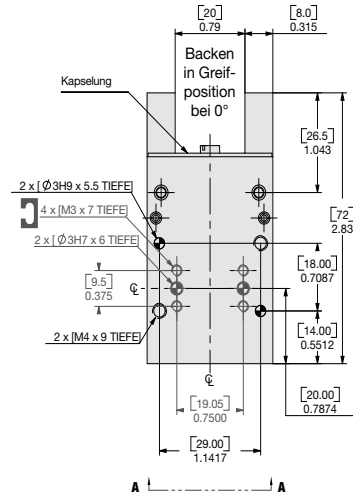 [20]
0.79
[8.0]
0.315
Backen
in Greif-
position
bei 0°
Kapselung
[26.5]
1.043
[72]
2.83
2 x [Ø3H9 x 5.5 TIEFE]
4 x [M3 x 7 TIEFE]
2 x [Ø3H7 x 6 TIEFE]
[18.00]
0.7087
[9.5]
0.375
℄
[14.00]
0.5512
2 x [M4 x 9 TIEFE]
℄
[20.00]
0.7874
[19.05]
0.7500
[29.00]
1.1417
A A